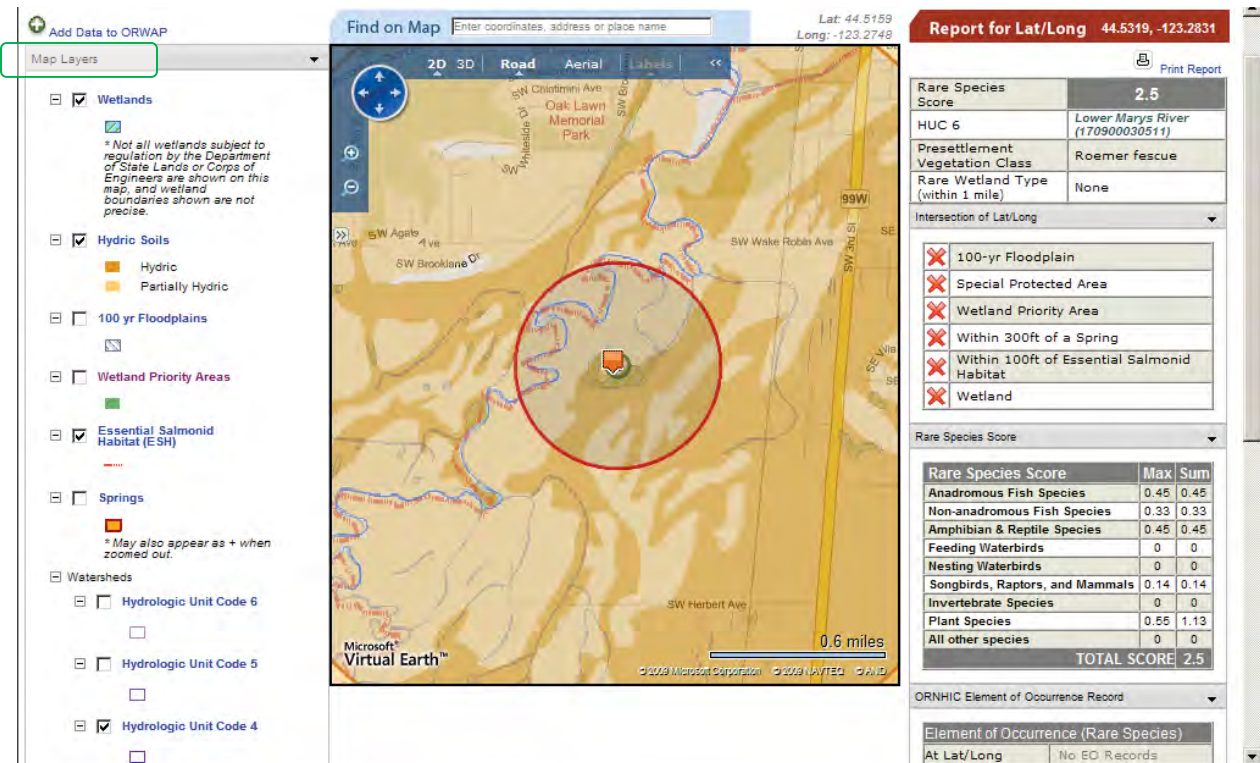 Add Data to ORWAP
Map Layers
Wetlands
* Not all wetlands subject to
regulation by the Department
of State Lands or Corps of
Engineers are shown on this
map, and wetland
boundaries shown are not
precise.
Hydric Soils
Hydric
Partially Hydric
100 yr Floodplains
Wetland Priority Areas
Essential Salmonid
Habitat (ESH)
Springs
* May also appear as + when
zoomed out.
Watersheds
Hydrologic Unit Code 6
Hydrologic Unit Code 5
Hydrologic Unit Code 4
Find on Map
Enter coordinates, address or place name
Lat: 44.5159
Long: -123.2748
2D 3D Road Aerial Labels <<
SW Chintimini Ave
Oak Lawn
Memorial
Park
Whiteside Dr
SW
SW Bro
99W
SW Agate
Ave
SW Brooklane Dr
SW Wake Robin Ave
SW 3rd St
SE
SE
SE
SW Herbert Ave
0.6 miles
Microsoft®
Virtual Earth™
© 2009 Microsoft Corporation © 2009 NAVTEQ © AND
Report for Lat/Long 44.5319, -123.2831
Print Report
Rare Species
Score
2.5
HUC 6
Lower Marys River
(170900030511)
Presettlement
Vegetation Class
Roemer fescue
Rare Wetland Type
(within 1 mile)
None
Intersection of Lat/Long
100-yr Floodplain
Special Protected Area
Wetland Priority Area
Within 300ft of a Spring
Within 100ft of Essential Salmonid
Habitat
Wetland
Rare Species Score
Rare Species Score Max Sum
Anadromous Fish Species 0.45 0.45
Non-anadromous Fish Species 0.33 0.33
Amphibian & Reptile Species 0.45 0.45
Feeding Waterbirds 0 0
Nesting Waterbirds 0 0
Songbirds, Raptors, and Mammals 0.14 0.14
Invertebrate Species 0 0
Plant Species 0.55 1.13
All other species 0 0
TOTAL SCORE 2.5
ORNHIC Element of Occurrence Record
Element of Occurrence (Rare Species)
At Lat/Long No EO Records